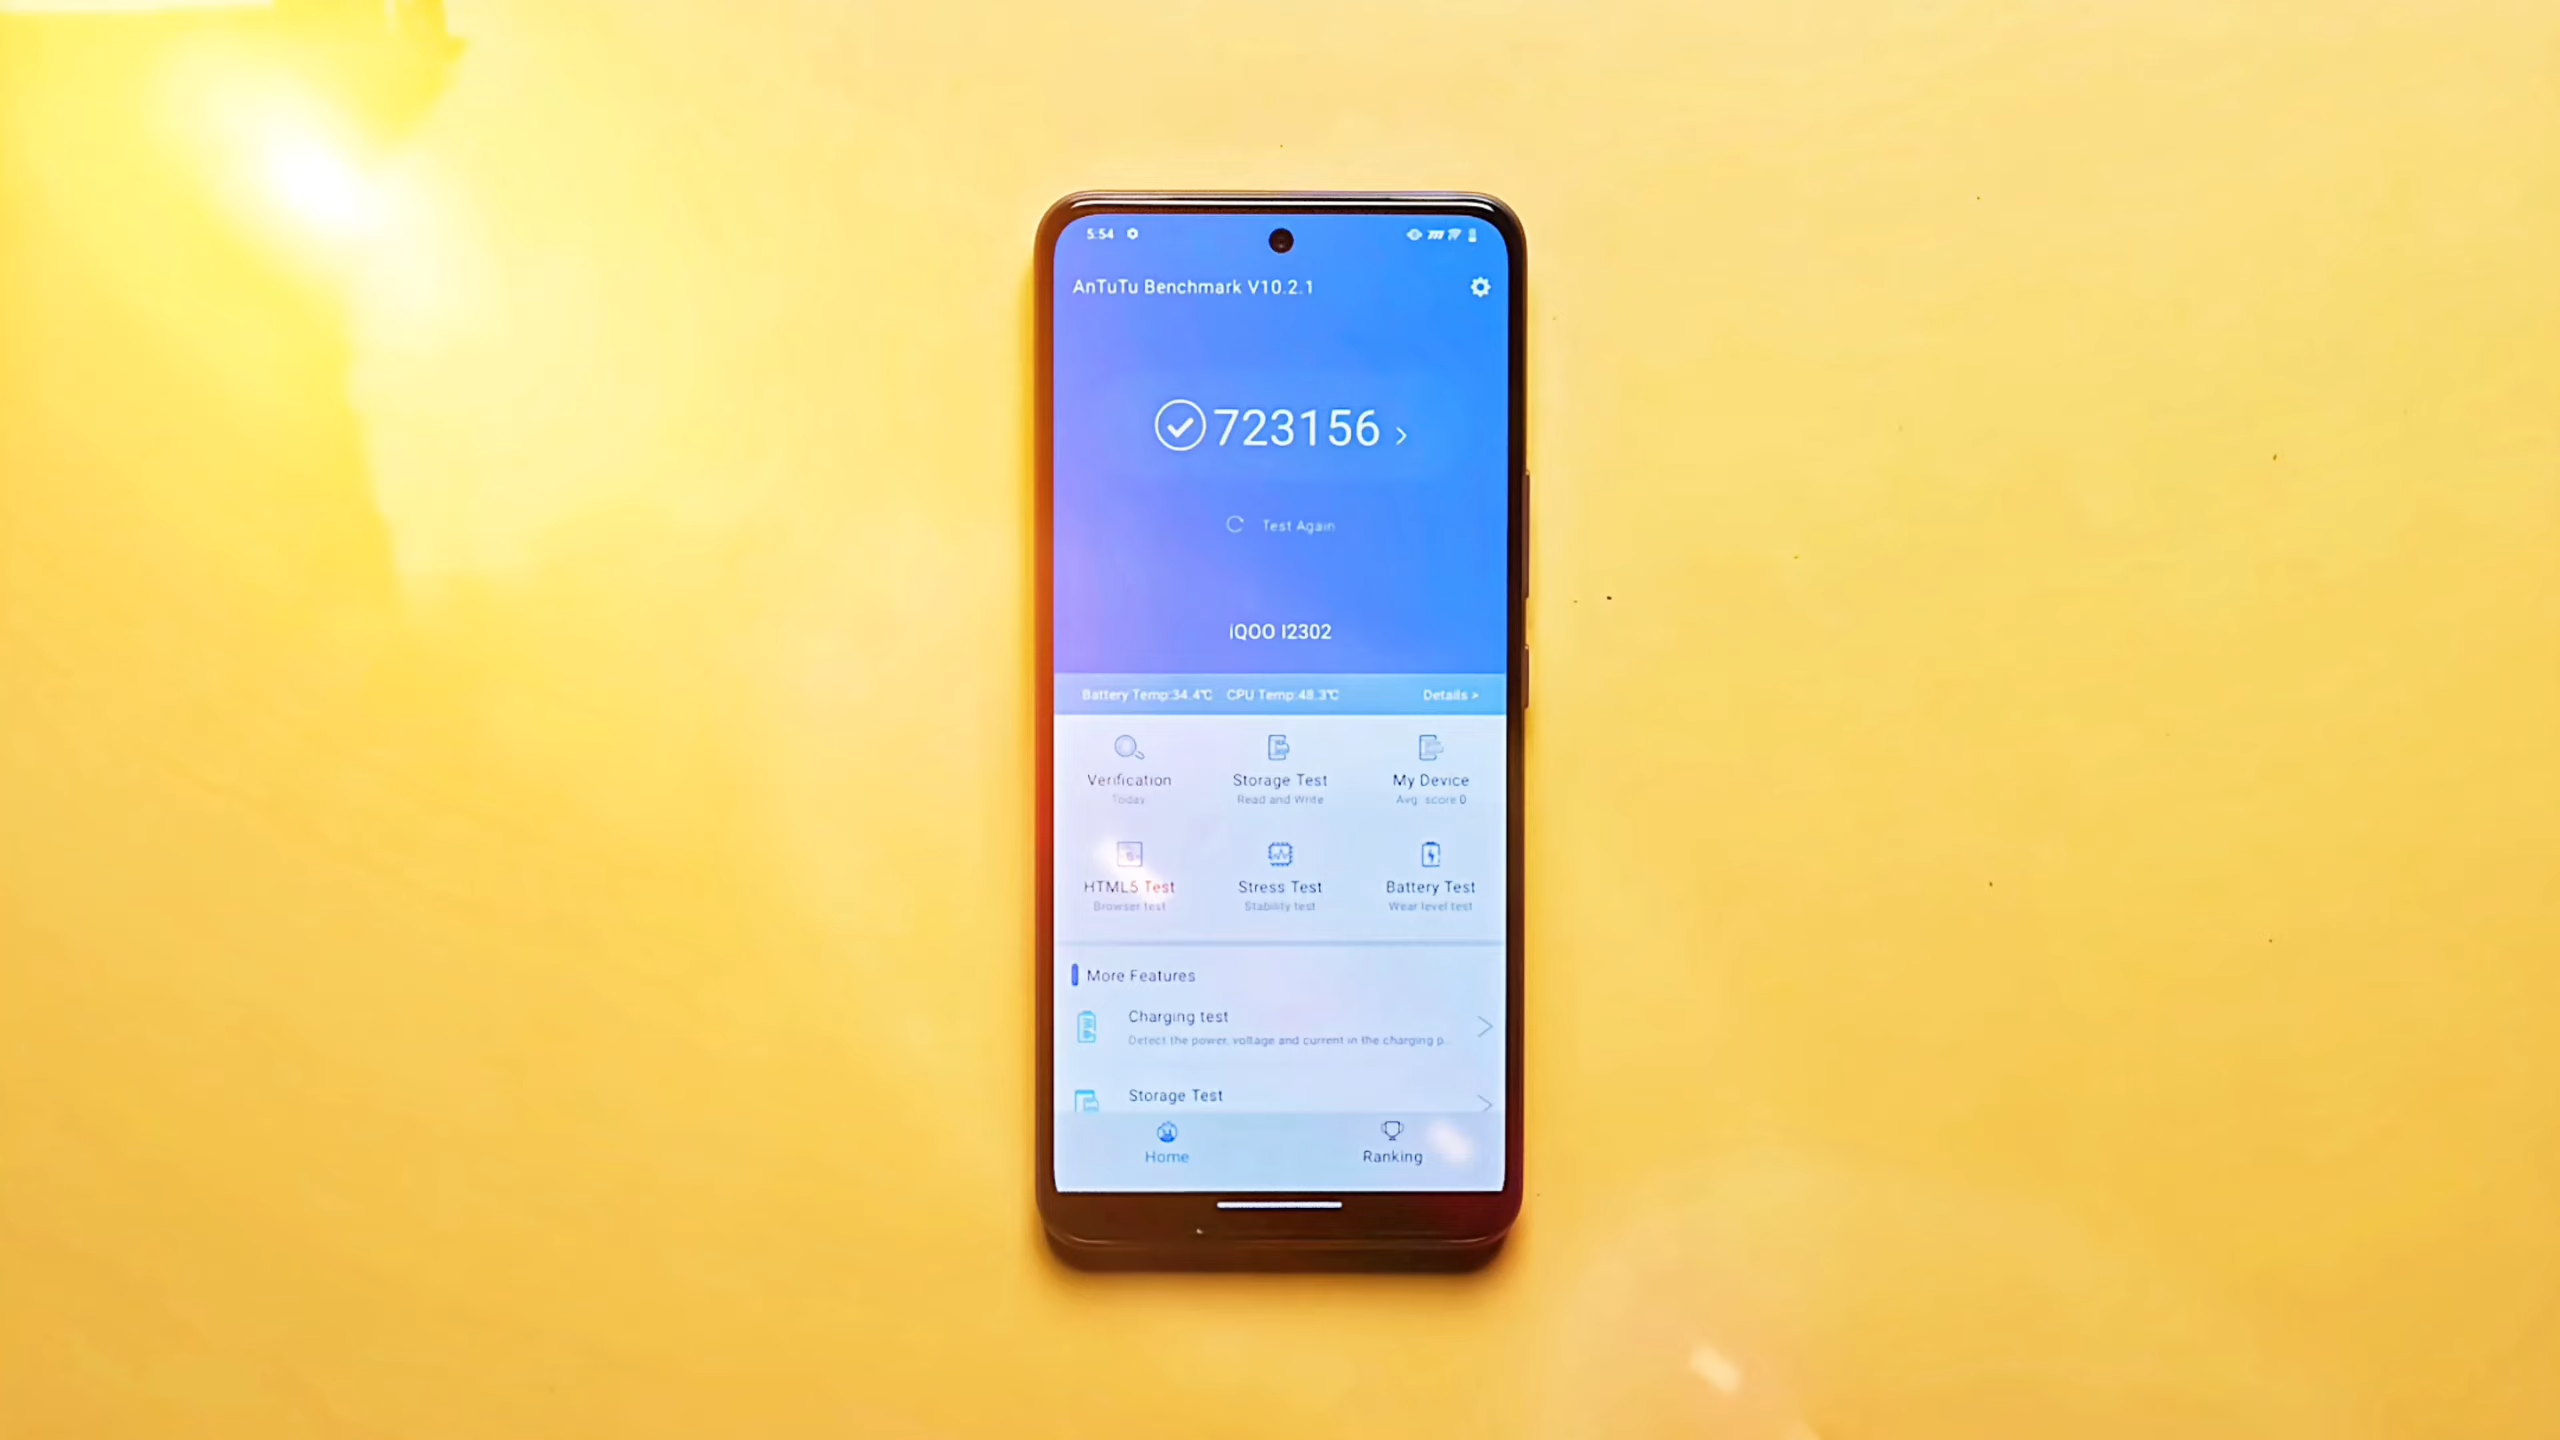 5:54
AnTuTu Benchmark V10.2.1
723156 >
Test Again
iQOO I2302
Battery Temp:34.4℃ CPU Temp:48.3℃ Details >
Verification Storage Test My Device
Today Read and Write Avg. score 0
HTML5 Test Stress Test Battery Test
Browser test Stability test Wear level test
More Features
Charging test
Detect the power, voltage and current in the charging p...
Storage Test
Home Ranking